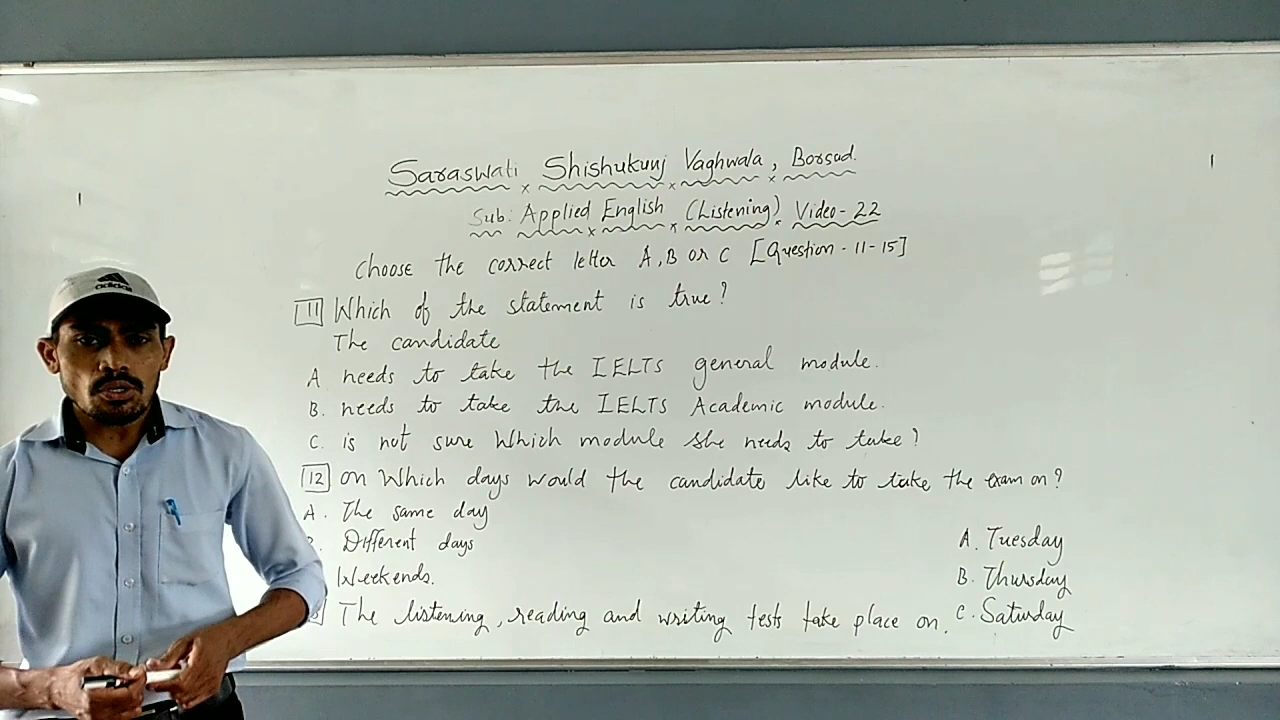 Saraswati Shishukunj Vaghwala, Borsad.
Sub: Applied English (Listening) Video-22
Choose the correct letter A, B or C [Question-11-15]
adidas
11 Which of the statement is true?
The candidate
A needs to take the IELTS general module.
B. needs to take the IELTS Academic module.
C. is not sure Which module she needs to take?
12 on Which days would the candidate like to take the exam on?
A. The same day
Different days
Weekends.
The listening, reading and writing tests take place on.
A. Tuesday
B. Thursday
C. Saturday